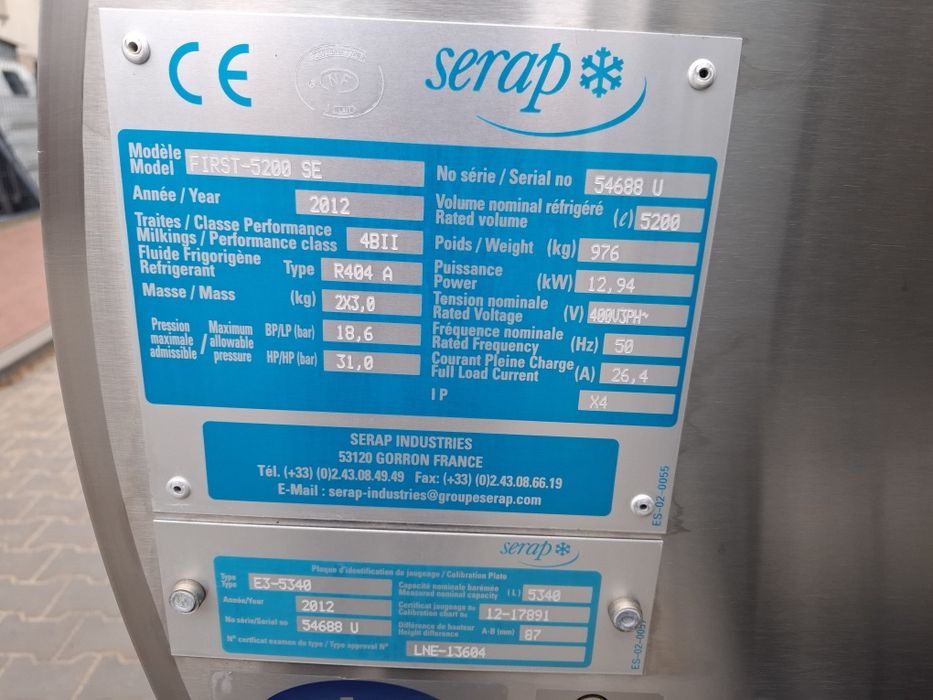 CE
NF
serap
Modèle
Model
FIRST-5200 SE
Année / Year
2012
Traites / Classe Performance
Milkings / Performance class
4BII
Fluide Frigorigène
Refrigerant
Type
R404 A
Masse / Mass
(kg)
2X3,0
Pression maximale admissible / Maximum allowable pressure
BP/LP (bar)
18,6
HP/HP (bar)
31,0
No série / Serial no
54688 U
Volume nominal réfrigéré
Rated volume
(ℓ)
5200
Poids / Weight
(kg)
976
Puissance
Power
(kW)
12,94
Tension nominale
Rated Voltage
(V)
400V3PH~
Fréquence nominale
Rated Frequency
(Hz)
50
Courant Pleine Charge
Full Load Current
(A)
26,4
IP
X4
SERAP INDUSTRIES
53120 GORRON FRANCE
Tél. (+33) (0)2.43.08.49.49 Fax: (+33) (0)2.43.08.66.19
E-Mail : serap-industries@groupeserap.com
ES-02-0055
serap
Plaque d'identification de jaugeage / Calibration Plate
Type
Type
E3-5340
Année/Year
2012
No série/Serial no
54688 U
Capacité nominale barémée
Measured nominal capacity
(L)
5340
Certificat jaugeage no
Calibration chart no
12-17891
Différence de hauteur
Height difference
A-B (mm)
87
N° certificat examen de type / Type approval N°
LNE-13604